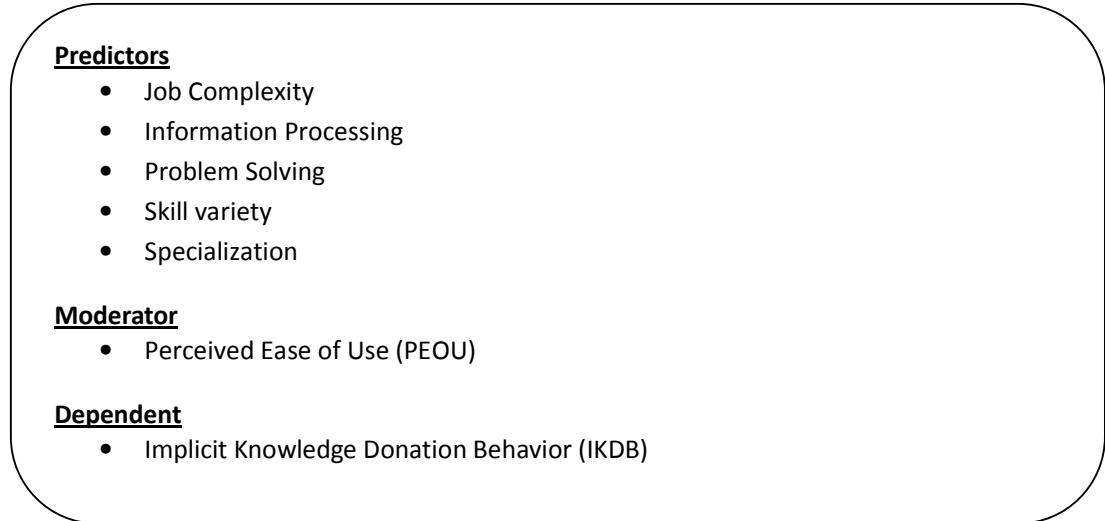 Predictors
• Job Complexity
• Information Processing
• Problem Solving
• Skill variety
• Specialization
Moderator
• Perceived Ease of Use (PEOU)
Dependent
• Implicit Knowledge Donation Behavior (IKDB)